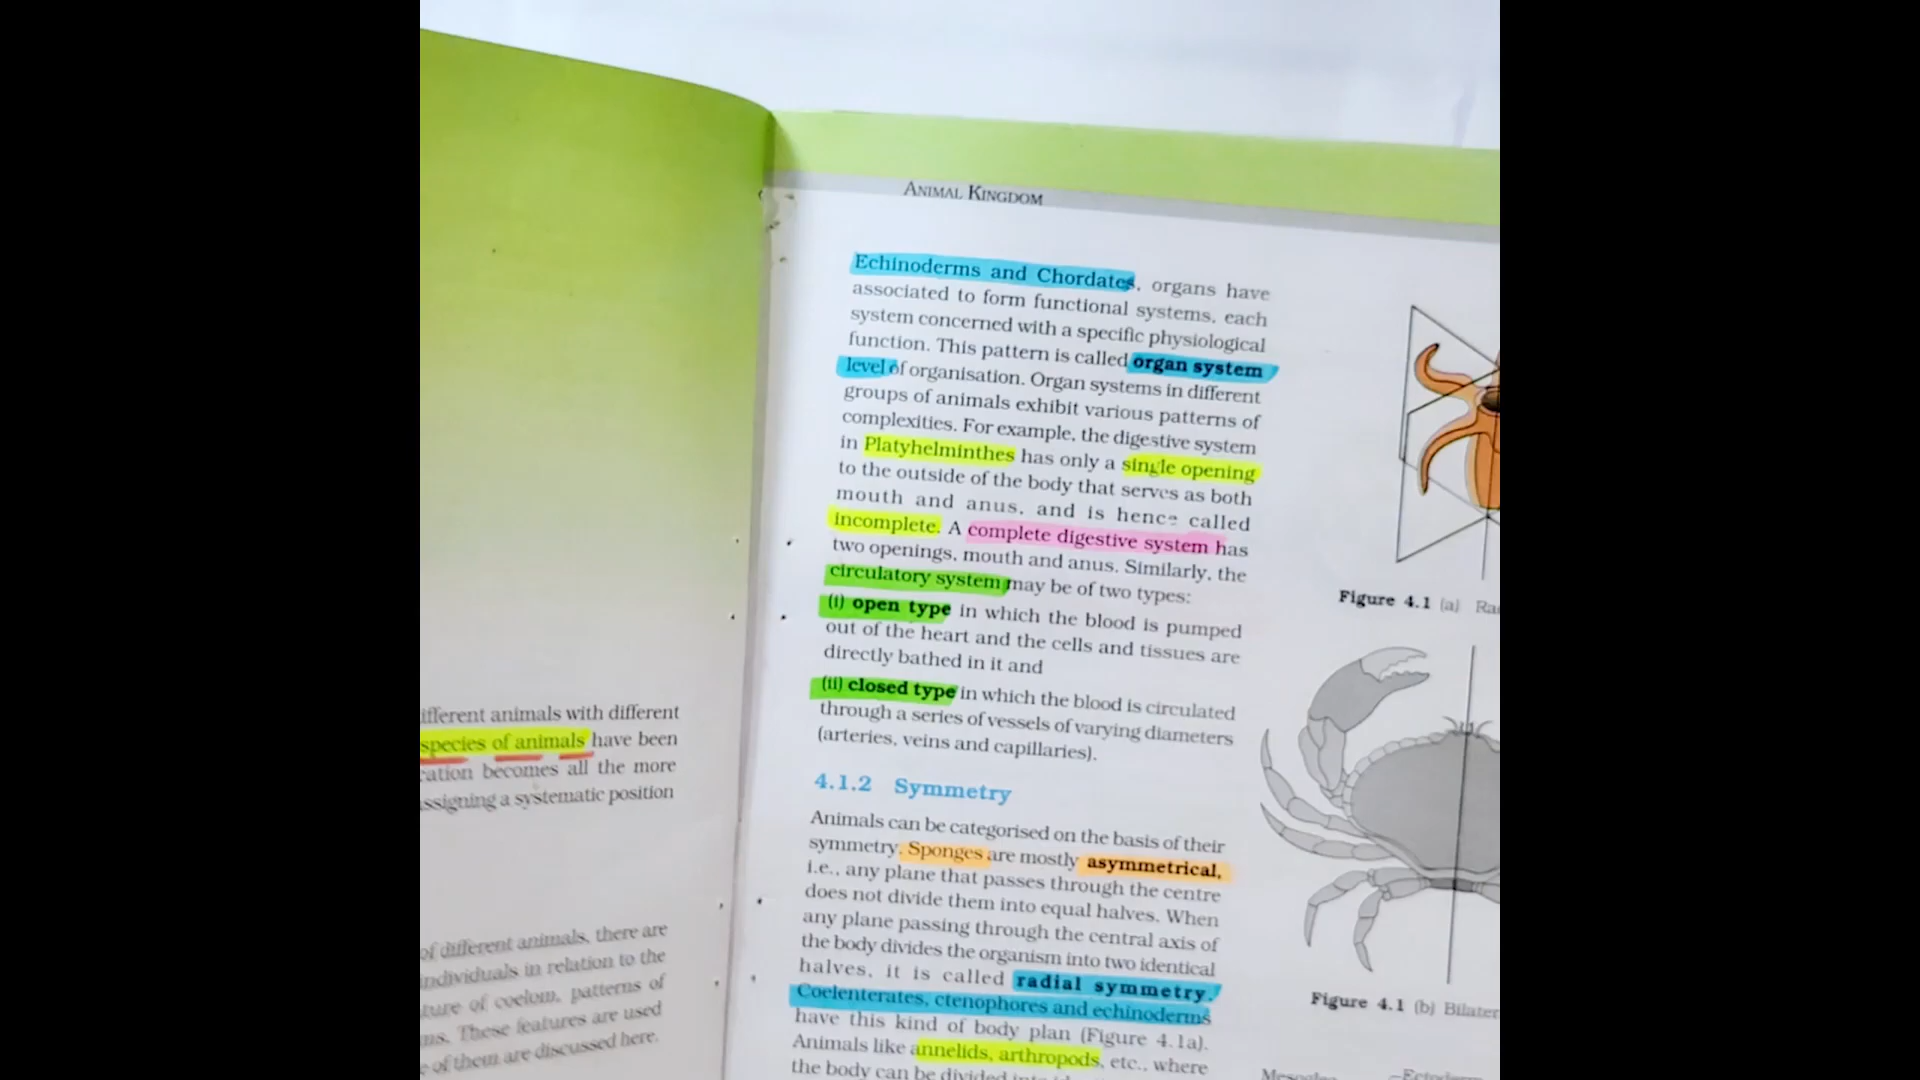 ANIMAL KINGDOM
ifferent animals with different
species of animals have been
cation becomes all the more
ssigning a systematic position
of different animals, there are
individuals in relation to the
ture of coelom, patterns of
ms. These features are used
of them are discussed here.
Echinoderms and Chordates, organs have
associated to form functional systems, each
system concerned with a specific physiological
function. This pattern is called organ system
level of organisation. Organ systems in different
groups of animals exhibit various patterns of
complexities. For example, the digestive system
in Platyhelminthes has only a single opening
to the outside of the body that serves as both
mouth and anus, and is hence called
incomplete. A complete digestive system has
two openings, mouth and anus. Similarly, the
circulatory system may be of two types:
(i) open type in which the blood is pumped
out of the heart and the cells and tissues are
directly bathed in it and
(ii) closed type in which the blood is circulated
through a series of vessels of varying diameters
(arteries, veins and capillaries).
4.1.2 Symmetry
Animals can be categorised on the basis of their
symmetry. Sponges are mostly asymmetrical,
i.e., any plane that passes through the centre
does not divide them into equal halves. When
any plane passing through the central axis of
the body divides the organism into two identical
halves, it is called radial symmetry.
Coelenterates, ctenophores and echinoderms
have this kind of body plan (Figure 4.1a).
Animals like annelids, arthropods, etc., where
the body can be divided into
Figure 4.1 (a) Ra
Figure 4.1 (b) Bilater